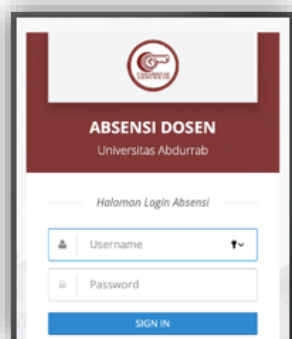 ABSENSI DOSEN
Universitas Abdurrab
Halaman Login Absensi
Username
Password
SIGN IN